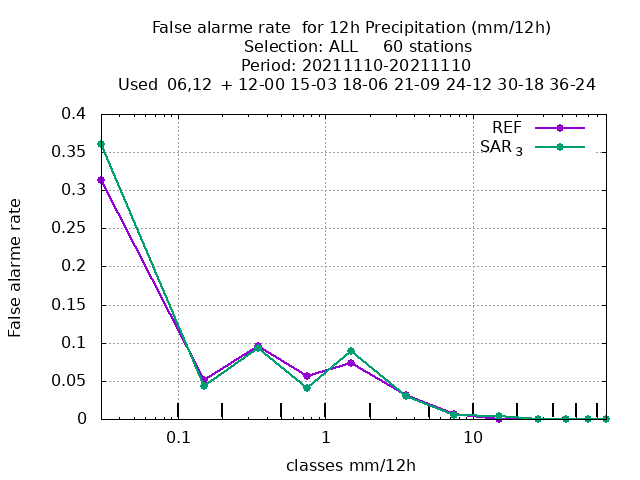 False alarme rate  for 12h Precipitation (mm/12h)
Selection: ALL     60 stations
Period: 20211110-20211110
Used  06,12  + 12-00 15-03 18-06 21-09 24-12 30-18 36-24
REF
SAR 3
0.4
0.35
0.3
0.25
0.2
0.15
0.1
0.05
0
False alarme rate
0.1
1
10
classes mm/12h